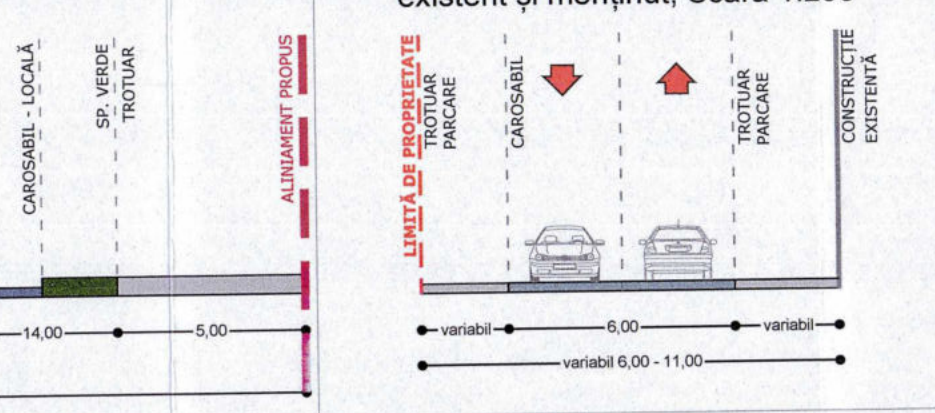 existent și menținut, Scara 1:200
CAROSABIL - LOCALĂ
SP. VERDE
TROTUAR
ALINIAMENT PROPUS
14,00
5,00
LIMITĂ DE PROPRIETATE
TROTUAR
PARCARE
CAROSABIL
TROTUAR
PARCARE
CONSTRUCȚIE
EXISTENTĂ
variabil
6,00
variabil
variabil 6,00 - 11,00